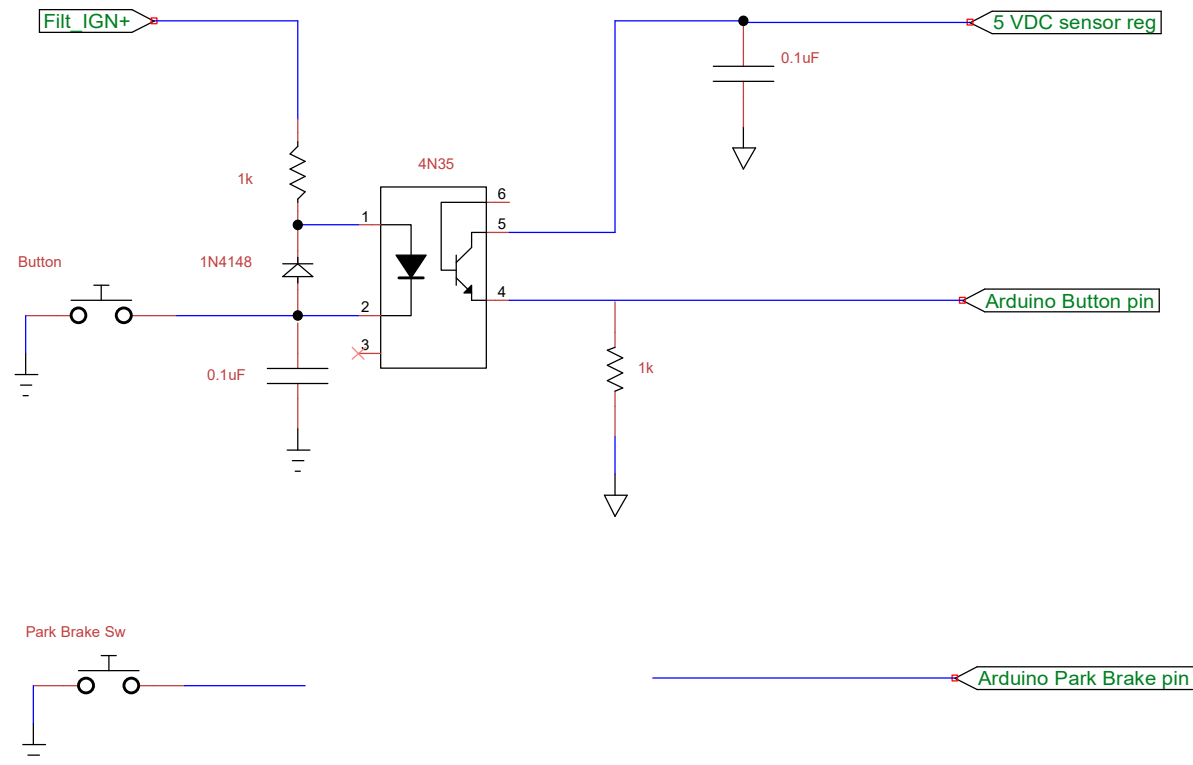 Filt_IGN+
5 VDC sensor reg
0.1uF
4N35
1k
6
1
5
Button
1N4148
2
4
Arduino Button pin
3
0.1uF
1k
Park Brake Sw
Arduino Park Brake pin